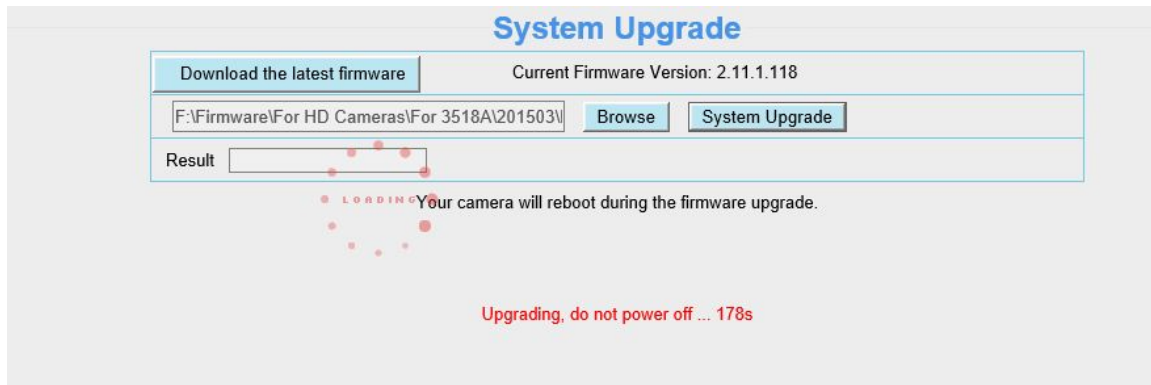 System Upgrade
Download the latest firmware Current Firmware Version: 2.11.1.118
F:\Firmware\For HD Cameras\For 3518A\201503\ Browse System Upgrade
Result
LOADING
Your camera will reboot during the firmware upgrade.
Upgrading, do not power off ... 178s